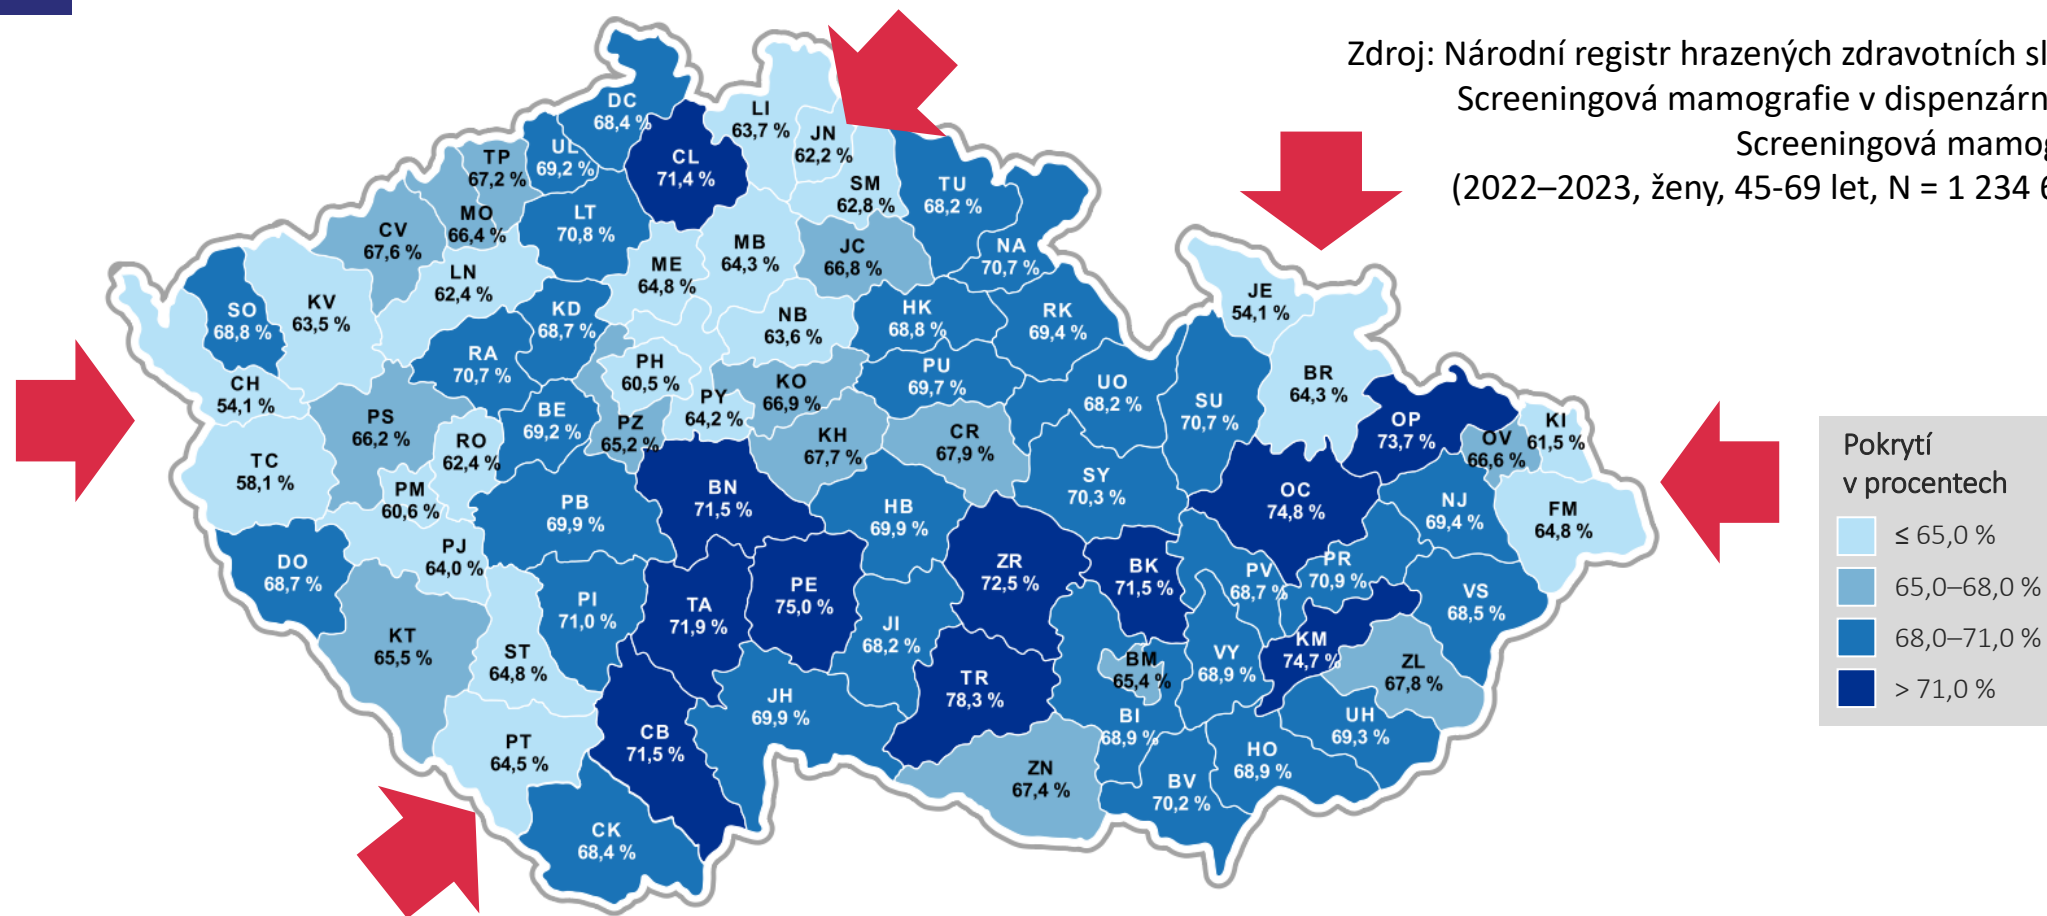 Zdroj: Národní registr hrazených zdravotních
Screeningová mamografie v
Screeningová
(2022–2023, ženy, 45-69 let, N = 1 234
DC
68,4 %
LI
63,7 %
JN
62,2 %
UL
69,2 %
TP
67,2 %
CL
71,4 %
SM
62,8 %
TU
68,2 %
MO
66,4 %
LT
70,8 %
CV
67,6 %
MB
64,3 %
JC
66,8 %
NA
70,7 %
LN
62,4 %
ME
64,8 %
JE
54,1 %
SO
68,8 %
KV
63,5 %
KD
68,7 %
NB
63,6 %
HK
68,8 %
RK
69,4 %
RA
70,7 %
PH
60,5 %
PU
69,7 %
BR
64,3 %
CH
54,1 %
KO
66,9 %
UO
68,2 %
SU
70,7 %
PS
66,2 %
BE
69,2 %
PY
64,2 %
OP
73,7 %
KI
61,5 %
RO
62,4 %
PZ
65,2 %
KH
67,7 %
CR
67,9 %
OV
66,6 %
TC
58,1 %
PM
60,6 %
BN
71,5 %
SY
70,3 %
OC
74,8 %
PB
69,9 %
HB
69,9 %
NJ
69,4 %
FM
64,8 %
PJ
64,0 %
DO
68,7 %
ZR
72,5 %
BK
71,5 %
PV
68,7 %
PR
70,9 %
PI
71,0 %
TA
71,9 %
PE
75,0 %
VS
68,5 %
JI
68,2 %
KT
65,5 %
ST
64,8 %
KM
74,7 %
BM
65,4 %
VY
68,9 %
ZL
67,8 %
TR
78,3 %
JH
69,9 %
BI
68,9 %
UH
69,3 %
PT
64,5 %
CB
71,5 %
HO
68,9 %
ZN
67,4 %
BV
70,2 %
CK
68,4 %
Pokrytí
v procentech
≤ 65,0 %
65,0–68,0 %
68,0–71,0 %
> 71,0 %